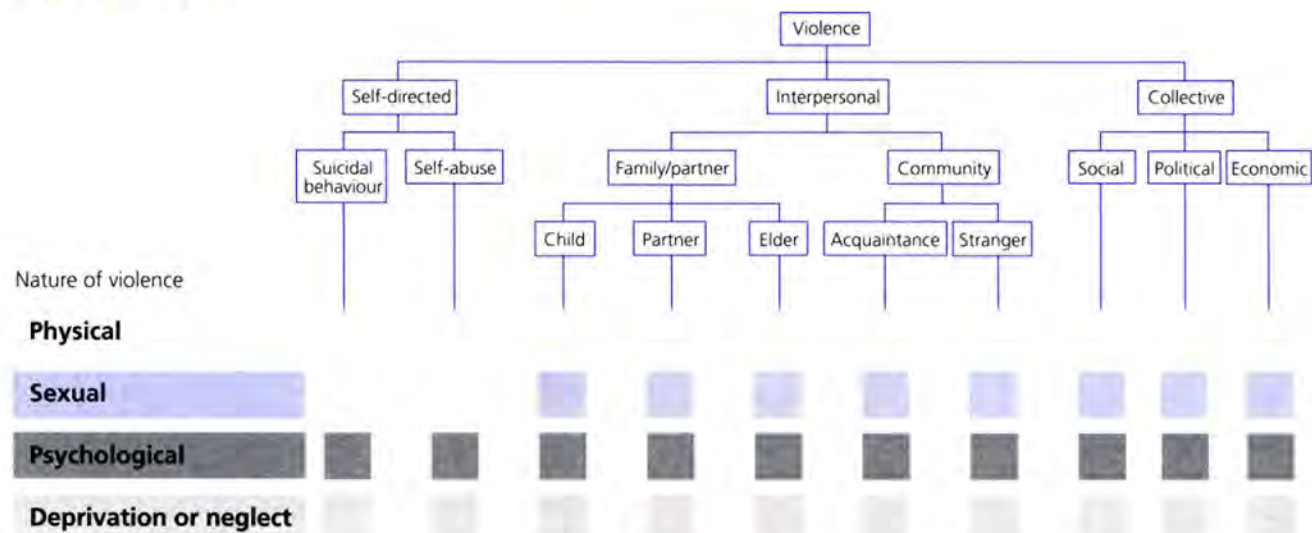 Violence
Self-directed
Interpersonal
Collective
Suicidal
behaviour
Self-abuse
Family/partner
Community
Social
Political
Economic
Child
Partner
Elder
Acquaintance
Stranger
Nature of violence
Physical
Sexual
Psychological
Deprivation or neglect